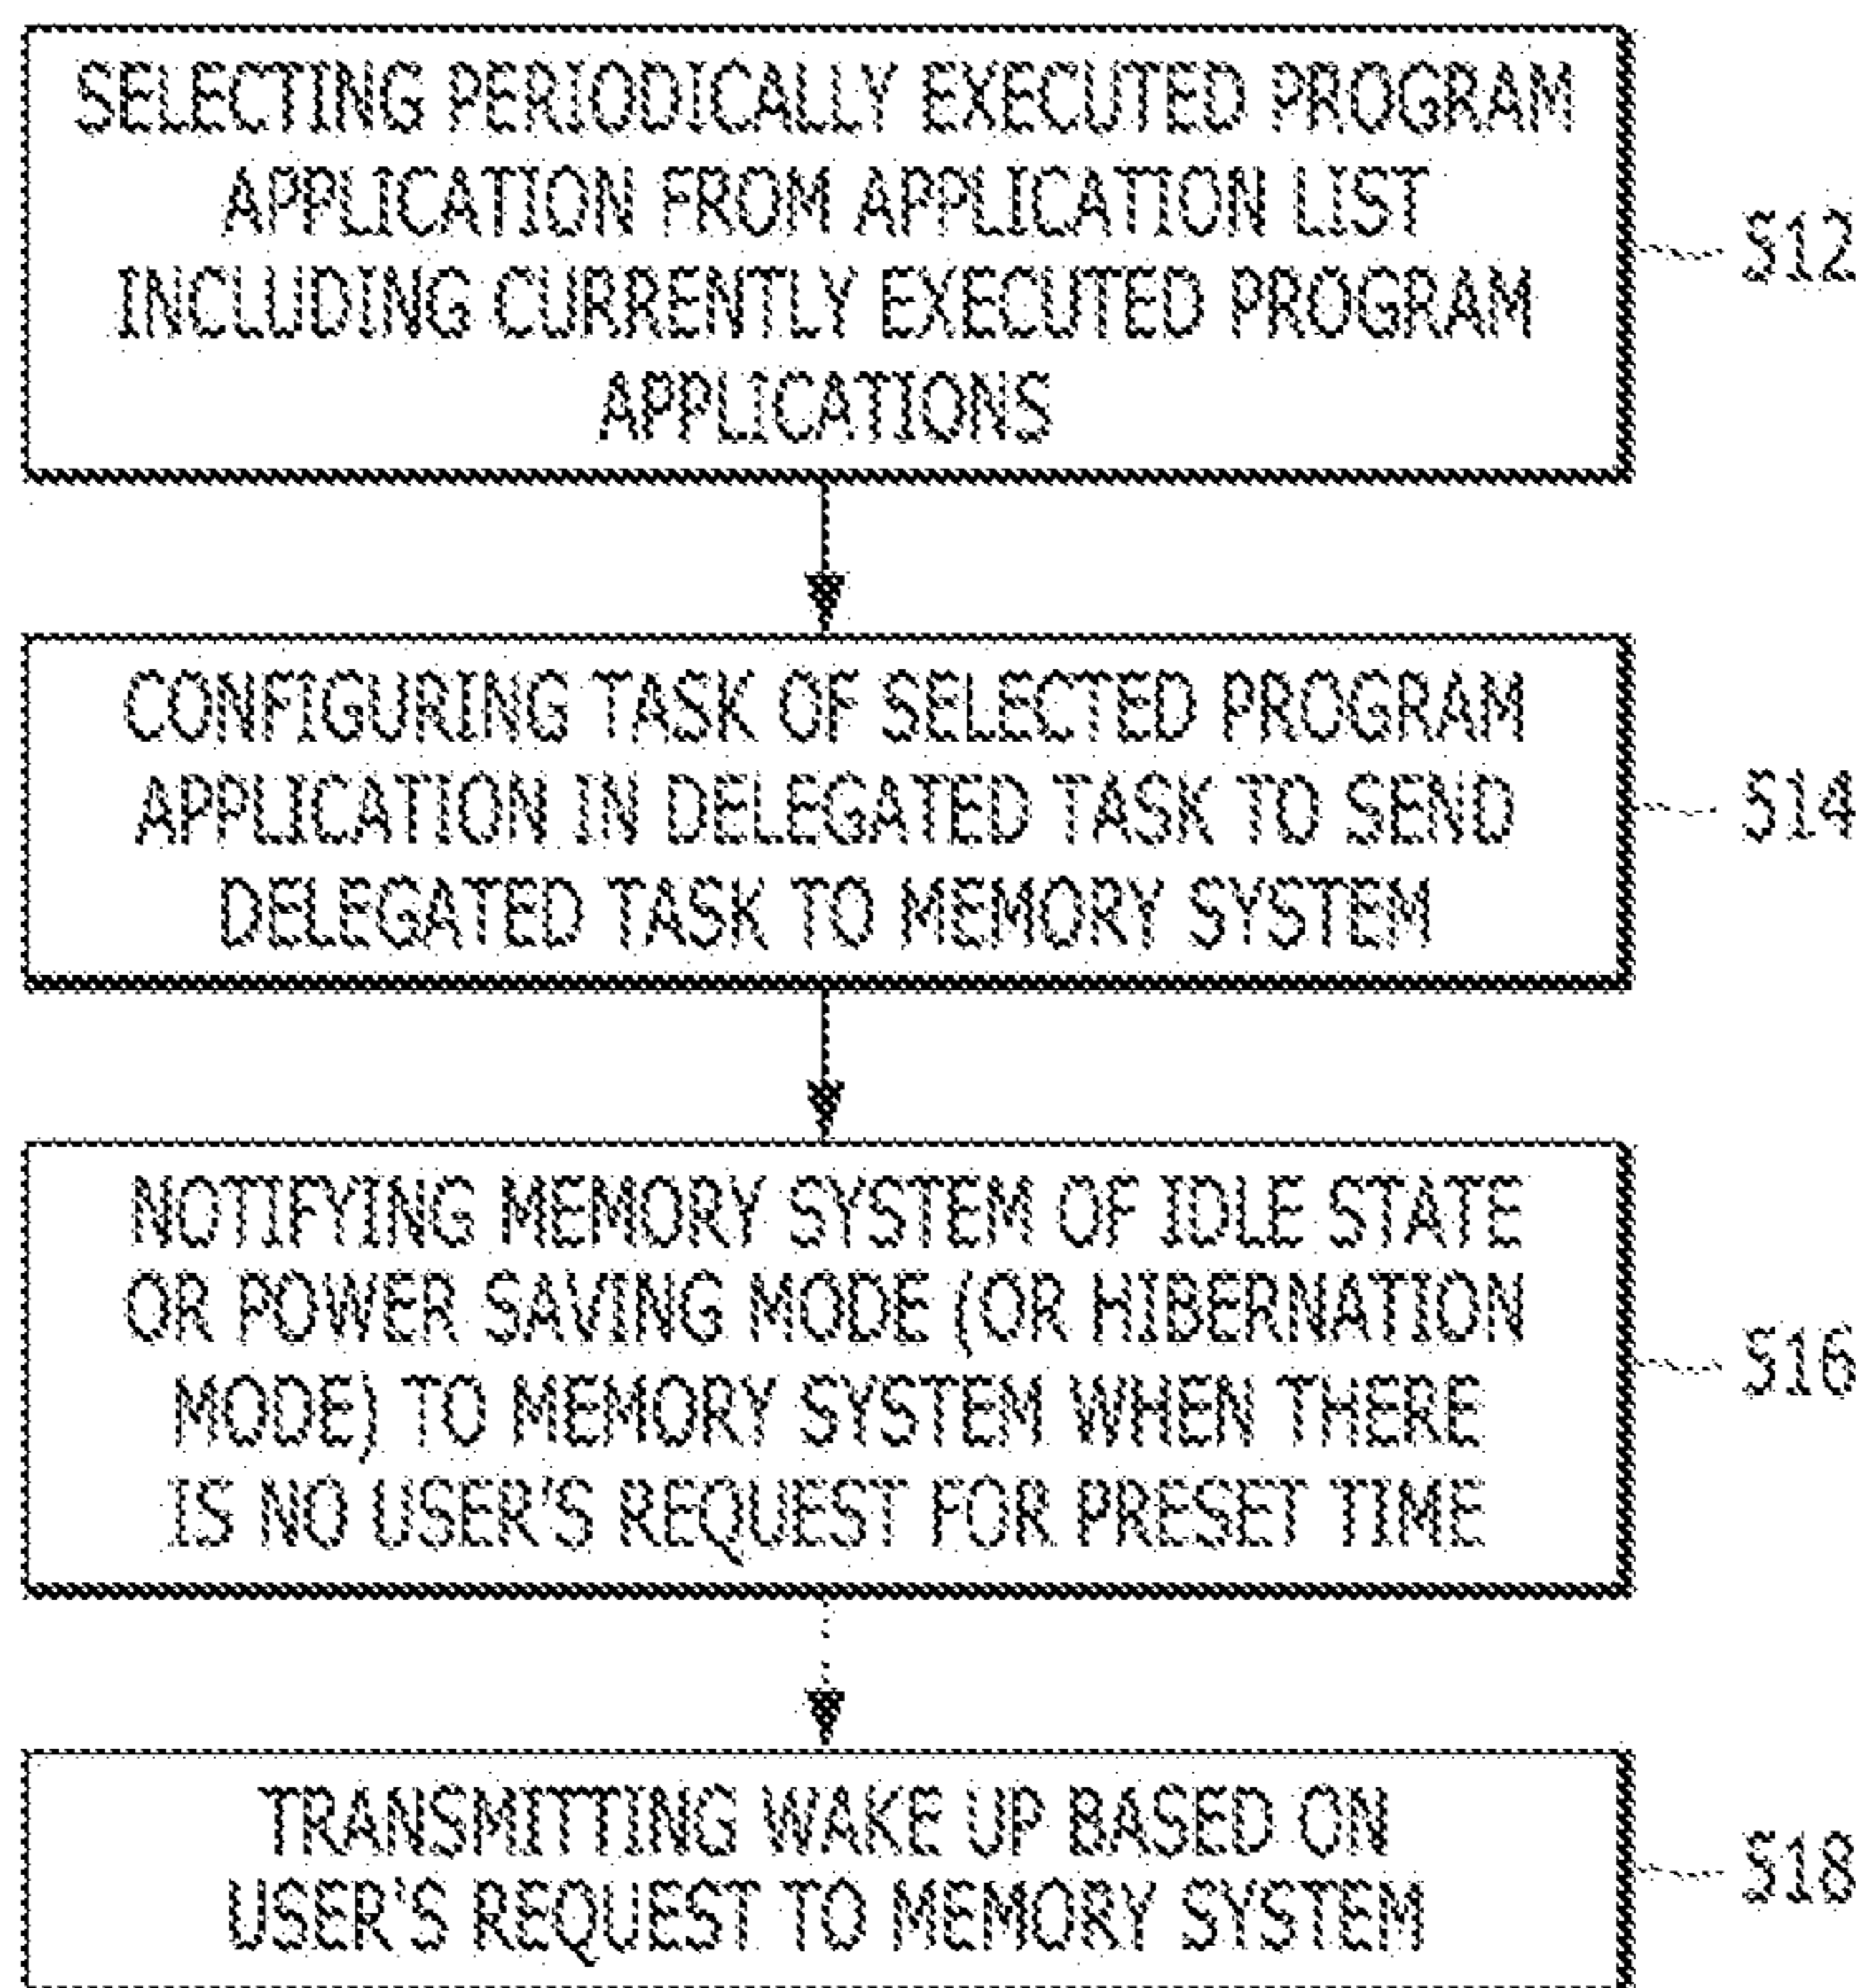 SELECTING PERIODICALLY EXECUTED PROGRAM
APPLICATION FROM APPLICATION LIST
INCLUDING CURRENTLY EXECUTED PROGRAM
APPLICATIONS
S12
CONFIGURING TASK OF SELECTED PROGRAM
APPLICATION IN DELEGATED TASK TO SEND
DELEGATED TASK TO MEMORY SYSTEM
S14
NOTIFYING MEMORY SYSTEM OF IDLE STATE
OR POWER SAVING MODE (OR HIBERNATION
MODE) TO MEMORY SYSTEM WHEN THERE
IS NO USER'S REQUEST FOR PRESET TIME
S16
TRANSMITTING WAKE UP BASED ON
USER'S REQUEST TO MEMORY SYSTEM
S18